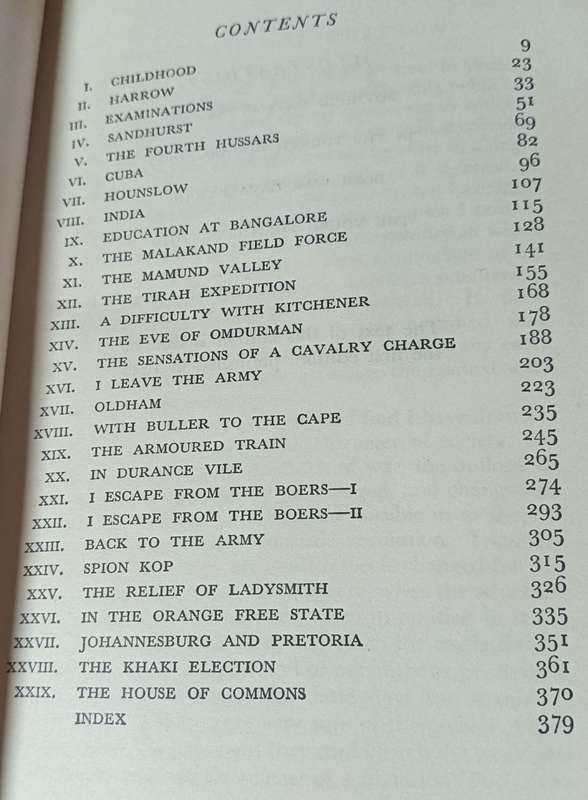 CONTENTS
I. CHILDHOOD 9
II. HARROW 23
III. EXAMINATIONS 33
IV. SANDHURST 51
V. THE FOURTH HUSSARS 69
VI. CUBA 82
VII. HOUNSLOW 96
VIII. INDIA 107
IX. EDUCATION AT BANGALORE 115
X. THE MALAKAND FIELD FORCE 128
XI. THE MAMUND VALLEY 141
XII. THE TIRAH EXPEDITION 155
XIII. A DIFFICULTY WITH KITCHENER 168
XIV. THE EVE OF OMDURMAN 178
XV. THE SENSATIONS OF A CAVALRY CHARGE 188
XVI. I LEAVE THE ARMY 203
XVII. OLDHAM 223
XVIII. WITH BULLER TO THE CAPE 235
XIX. THE ARMOURED TRAIN 245
XX. IN DURANCE VILE 265
XXI. I ESCAPE FROM THE BOERS—I 274
XXII. I ESCAPE FROM THE BOERS—II 293
XXIII. BACK TO THE ARMY 305
XXIV. SPION KOP 315
XXV. THE RELIEF OF LADYSMITH 326
XXVI. IN THE ORANGE FREE STATE 335
XXVII. JOHANNESBURG AND PRETORIA 351
XXVIII. THE KHAKI ELECTION 361
XXIX. THE HOUSE OF COMMONS 370
INDEX 379